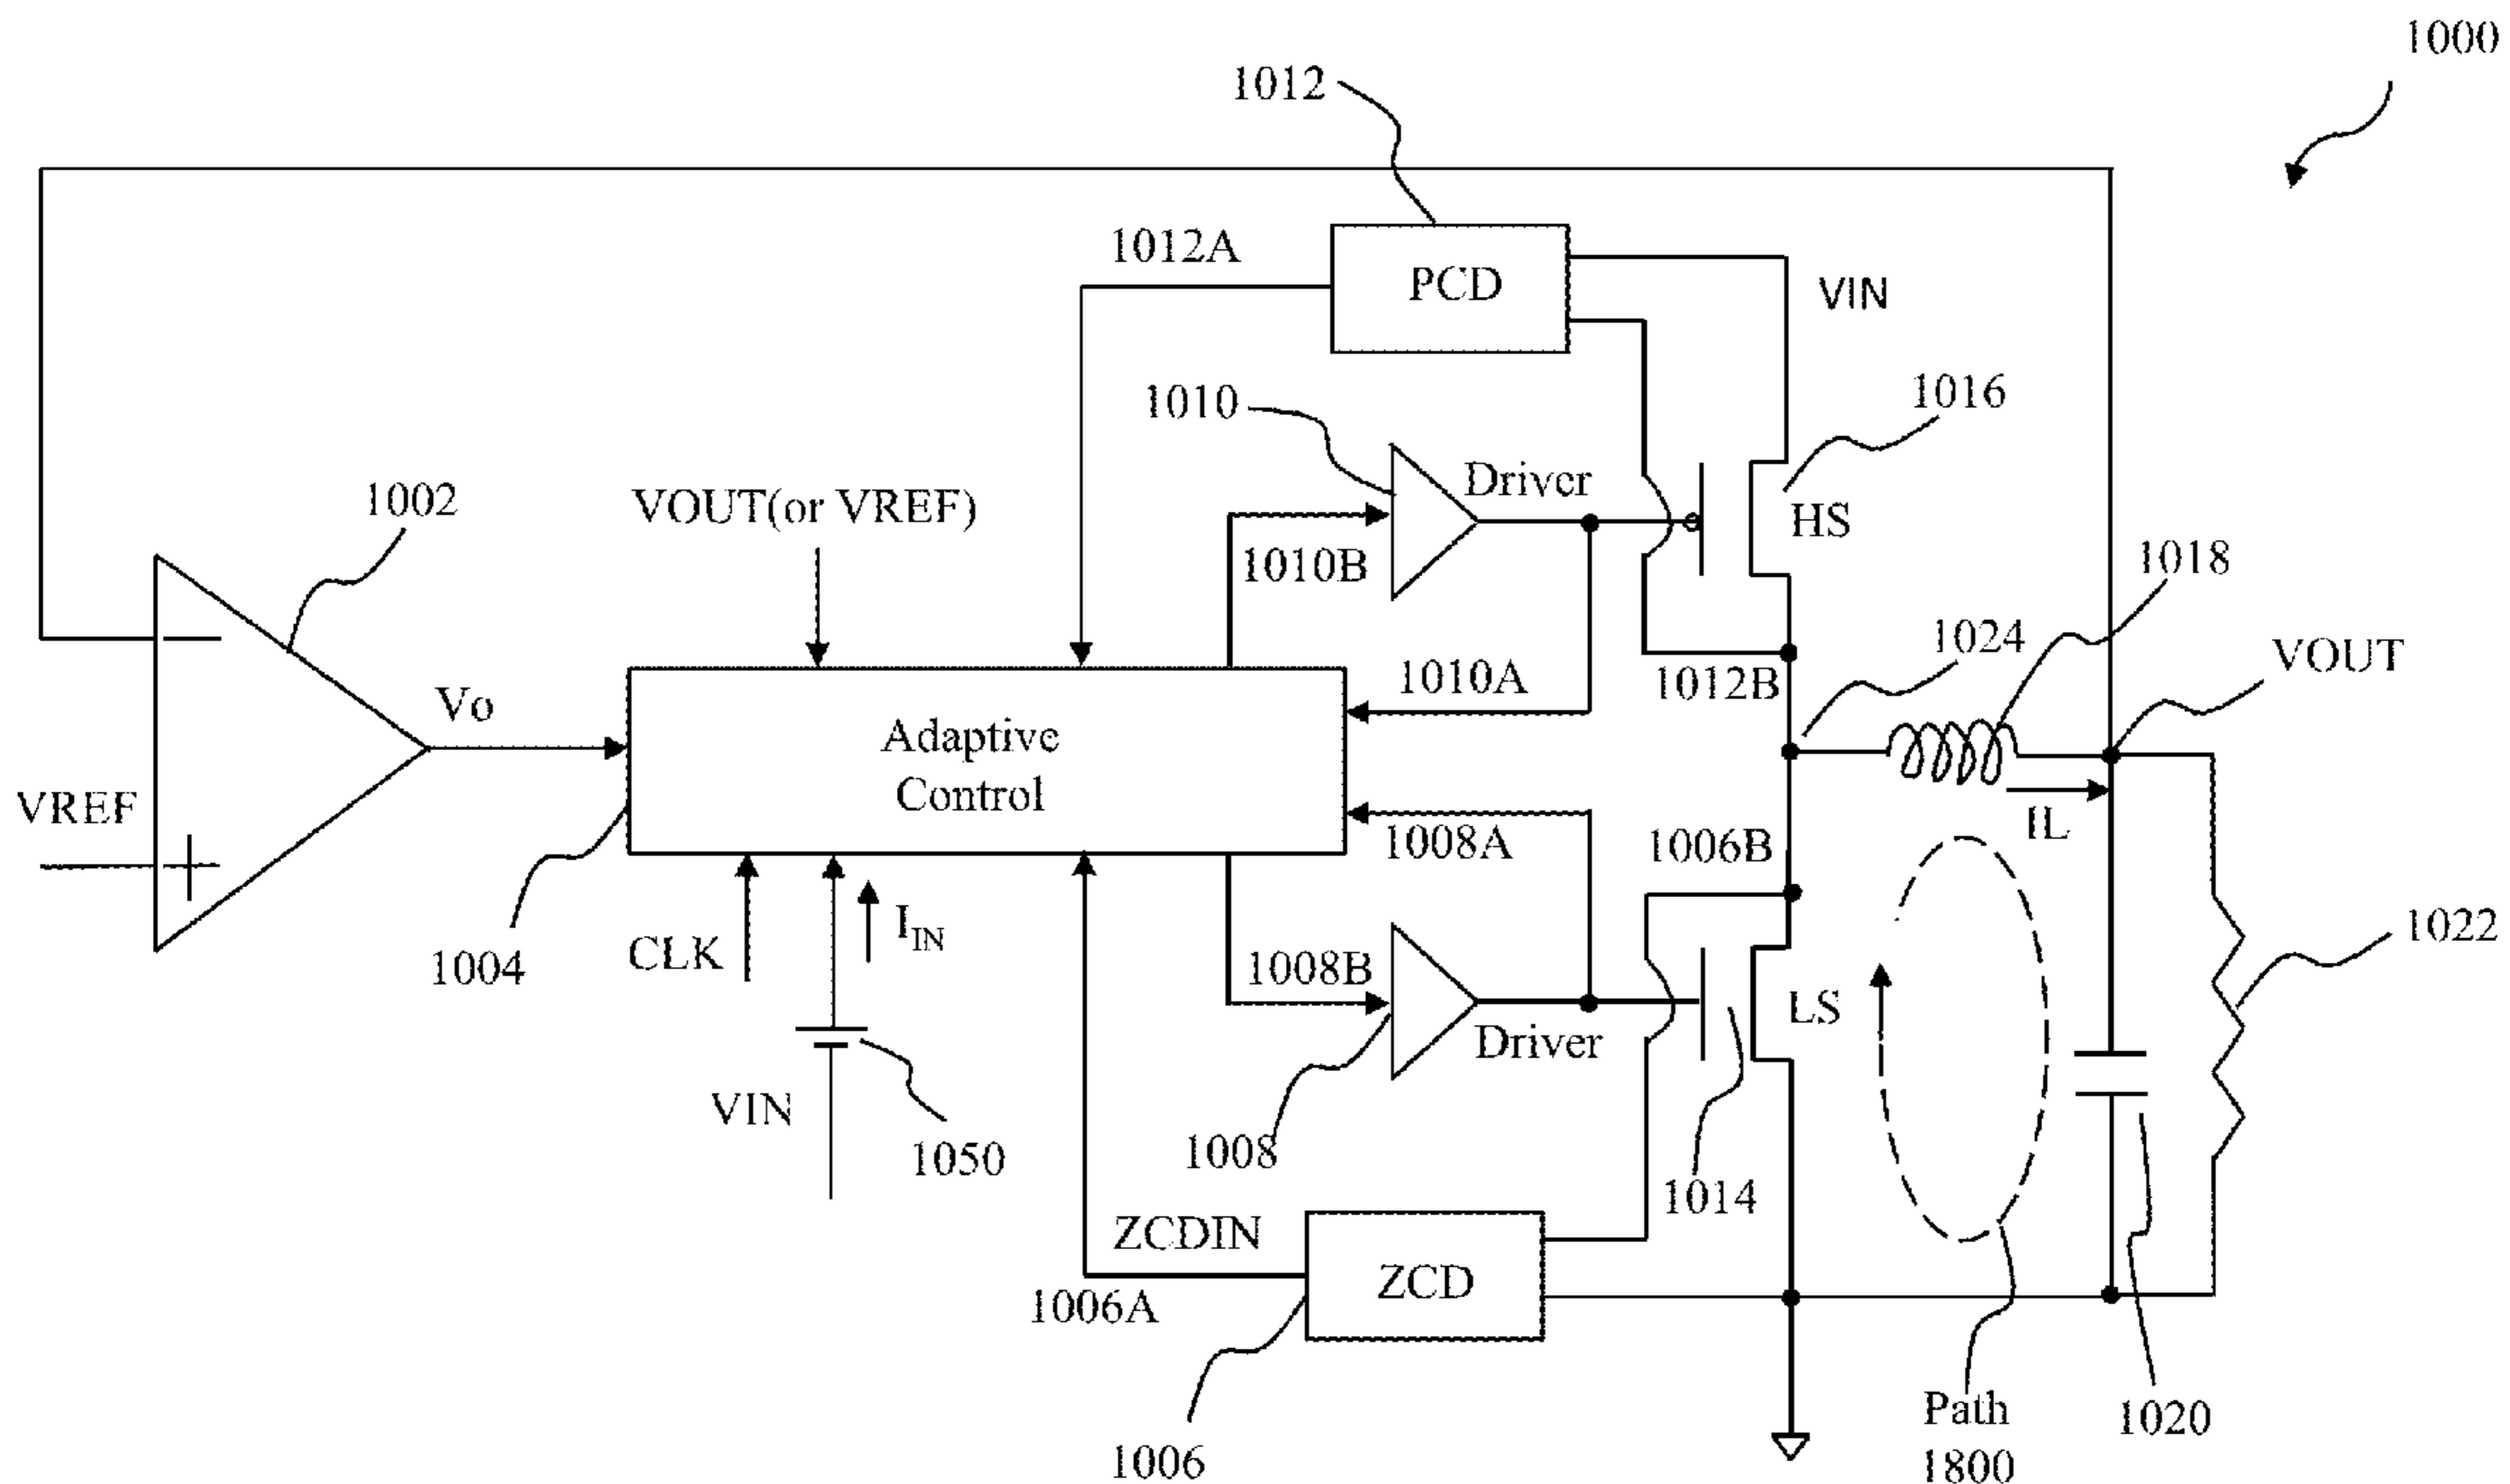 1000
1012
1012A
PCD
VIN
1010
1016
Driver
1002
VOUT(or VREF)
HS
1010B
1018
1024
VOUT
1010A
1012B
Vo
Adaptive
Control
VREF
IL
1008A
1006B
IIN
1022
CLK
1004
1008B
LS
Driver
VIN
1050
1008
1014
ZCDIN
ZCD
1006A
Path
1800
1020
1006